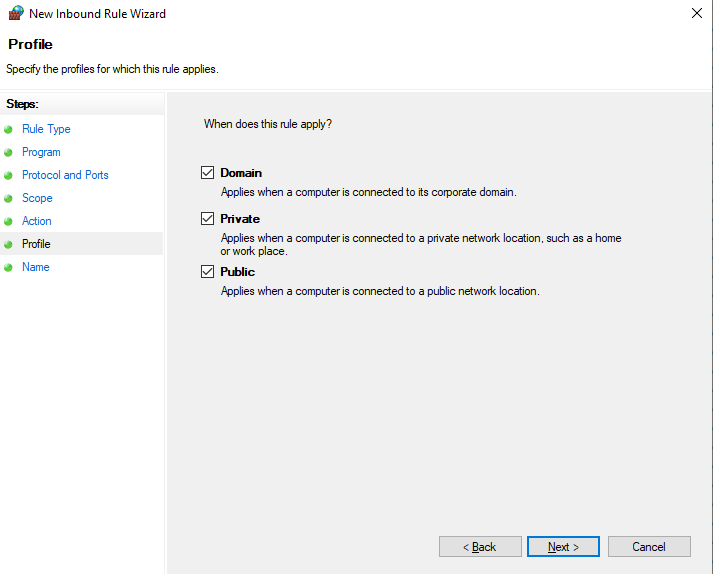 New Inbound Rule Wizard
Profile
Specify the profiles for which this rule applies.
Steps:
Rule Type
Program
Protocol and Ports
Scope
Action
Profile
Name
When does this rule apply?
Domain
Applies when a computer is connected to its corporate domain.
Private
Applies when a computer is connected to a private network location, such as a home
or work place.
Public
Applies when a computer is connected to a public network location.
< Back
Next >
Cancel